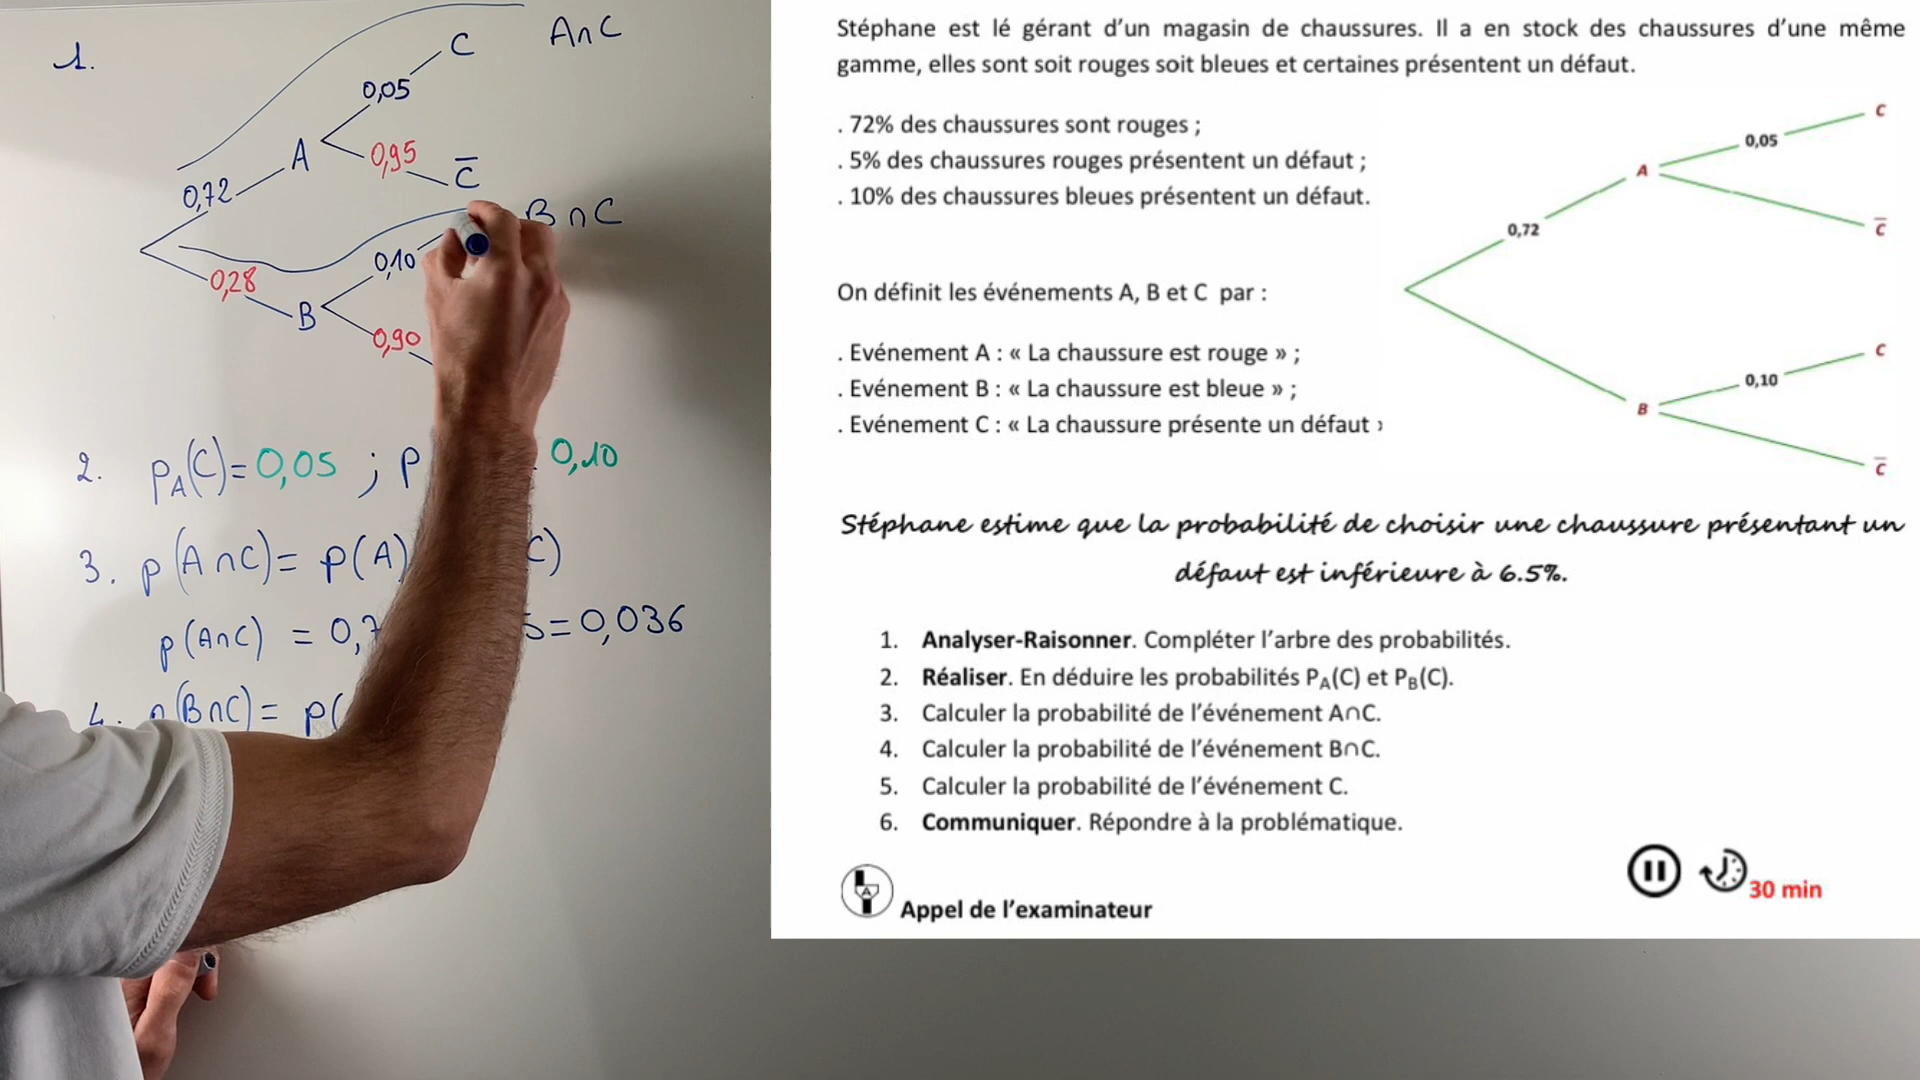 1.
C
A∩C
0,05
A
0,95
C̅
0,72
B∩C
0,10
0,28
B
0,90
2. p_A(C)=0,05 ; p 0,10
3. p(A∩C)= p(A) C)
p(A∩C) = 0,7 5=0,036
4. p(B∩C)= p(
Stéphane est lé gérant d’un magasin de chaussures. Il a en stock des chaussures d’une même
gamme, elles sont soit rouges soit bleues et certaines présentent un défaut.
. 72% des chaussures sont rouges ;
. 5% des chaussures rouges présentent un défaut ;
. 10% des chaussures bleues présentent un défaut.
On définit les événements A, B et C par :
. Evénement A : « La chaussure est rouge » ;
. Evénement B : « La chaussure est bleue » ;
. Evénement C : « La chaussure présente un défaut ›
C
0,05
A
C̅
0,72
C
0,10
B
C̅
Stéphane estime que la probabilité de choisir une chaussure présentant un
défaut est inférieure à 6.5%.
1. Analyser-Raisonner. Compléter l’arbre des probabilités.
2. Réaliser. En déduire les probabilités P_A(C) et P_B(C).
3. Calculer la probabilité de l’événement A∩C.
4. Calculer la probabilité de l’événement B∩C.
5. Calculer la probabilité de l’événement C.
6. Communiquer. Répondre à la problématique.
A
Appel de l’examinateur
30 min